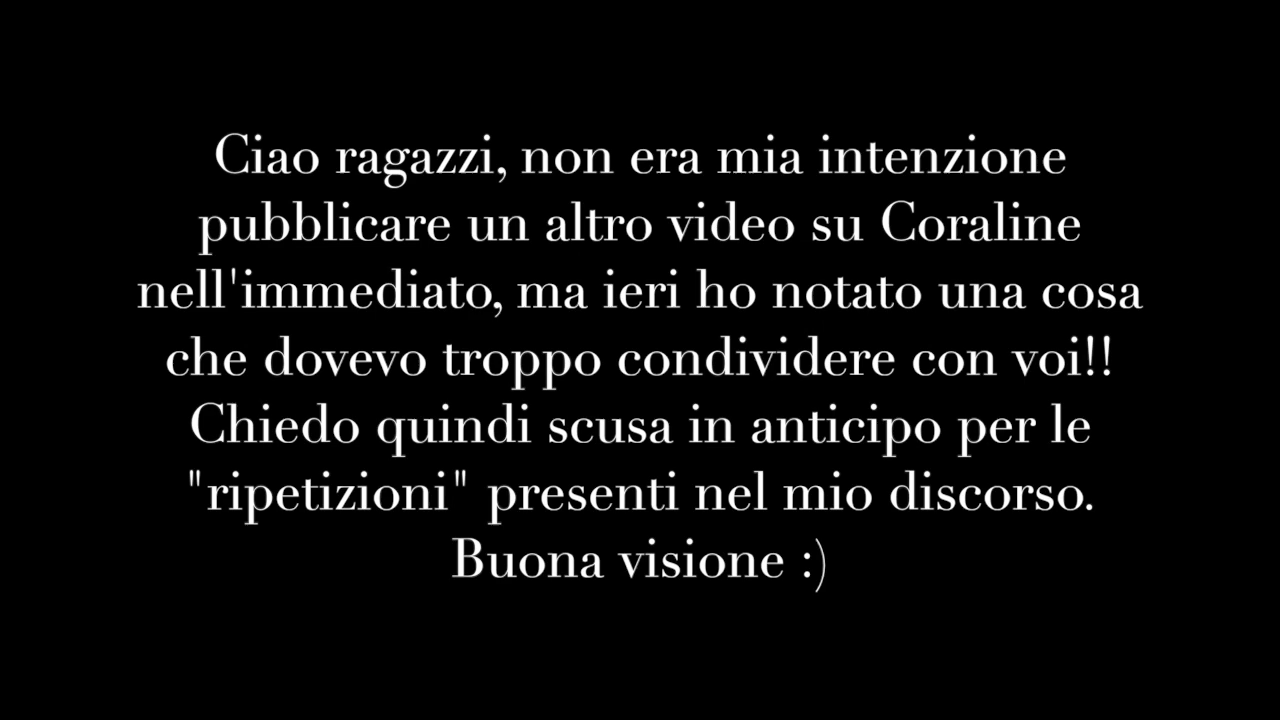 Ciao ragazzi, non era mia intenzione
pubblicare un altro video su Coraline
nell'immediato, ma ieri ho notato una cosa
che dovevo troppo condividere con voi!!
Chiedo quindi scusa in anticipo per le
"ripetizioni" presenti nel mio discorso.
Buona visione :)